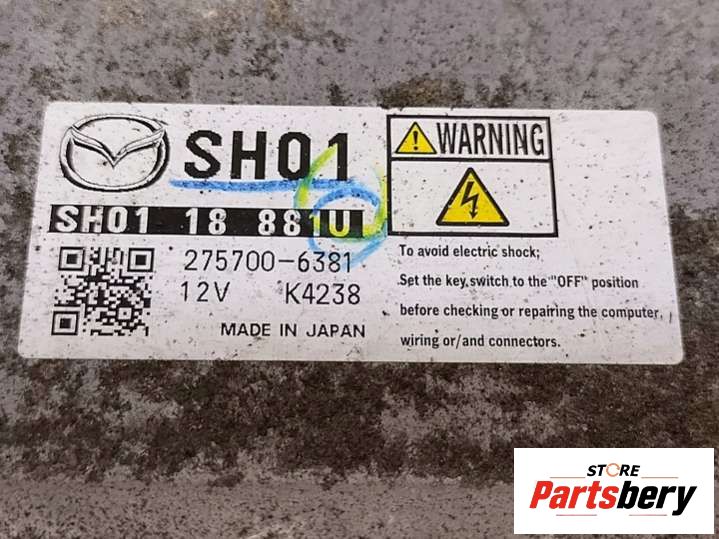 SH01
SH01 18 881U
275700-6381
12V K4238
MADE IN JAPAN
WARNING
To avoid electric shock;
Set the key,switch to the "OFF" position
before checking or repairing the computer,
wiring or/and connectors.
STORE
Partsbery